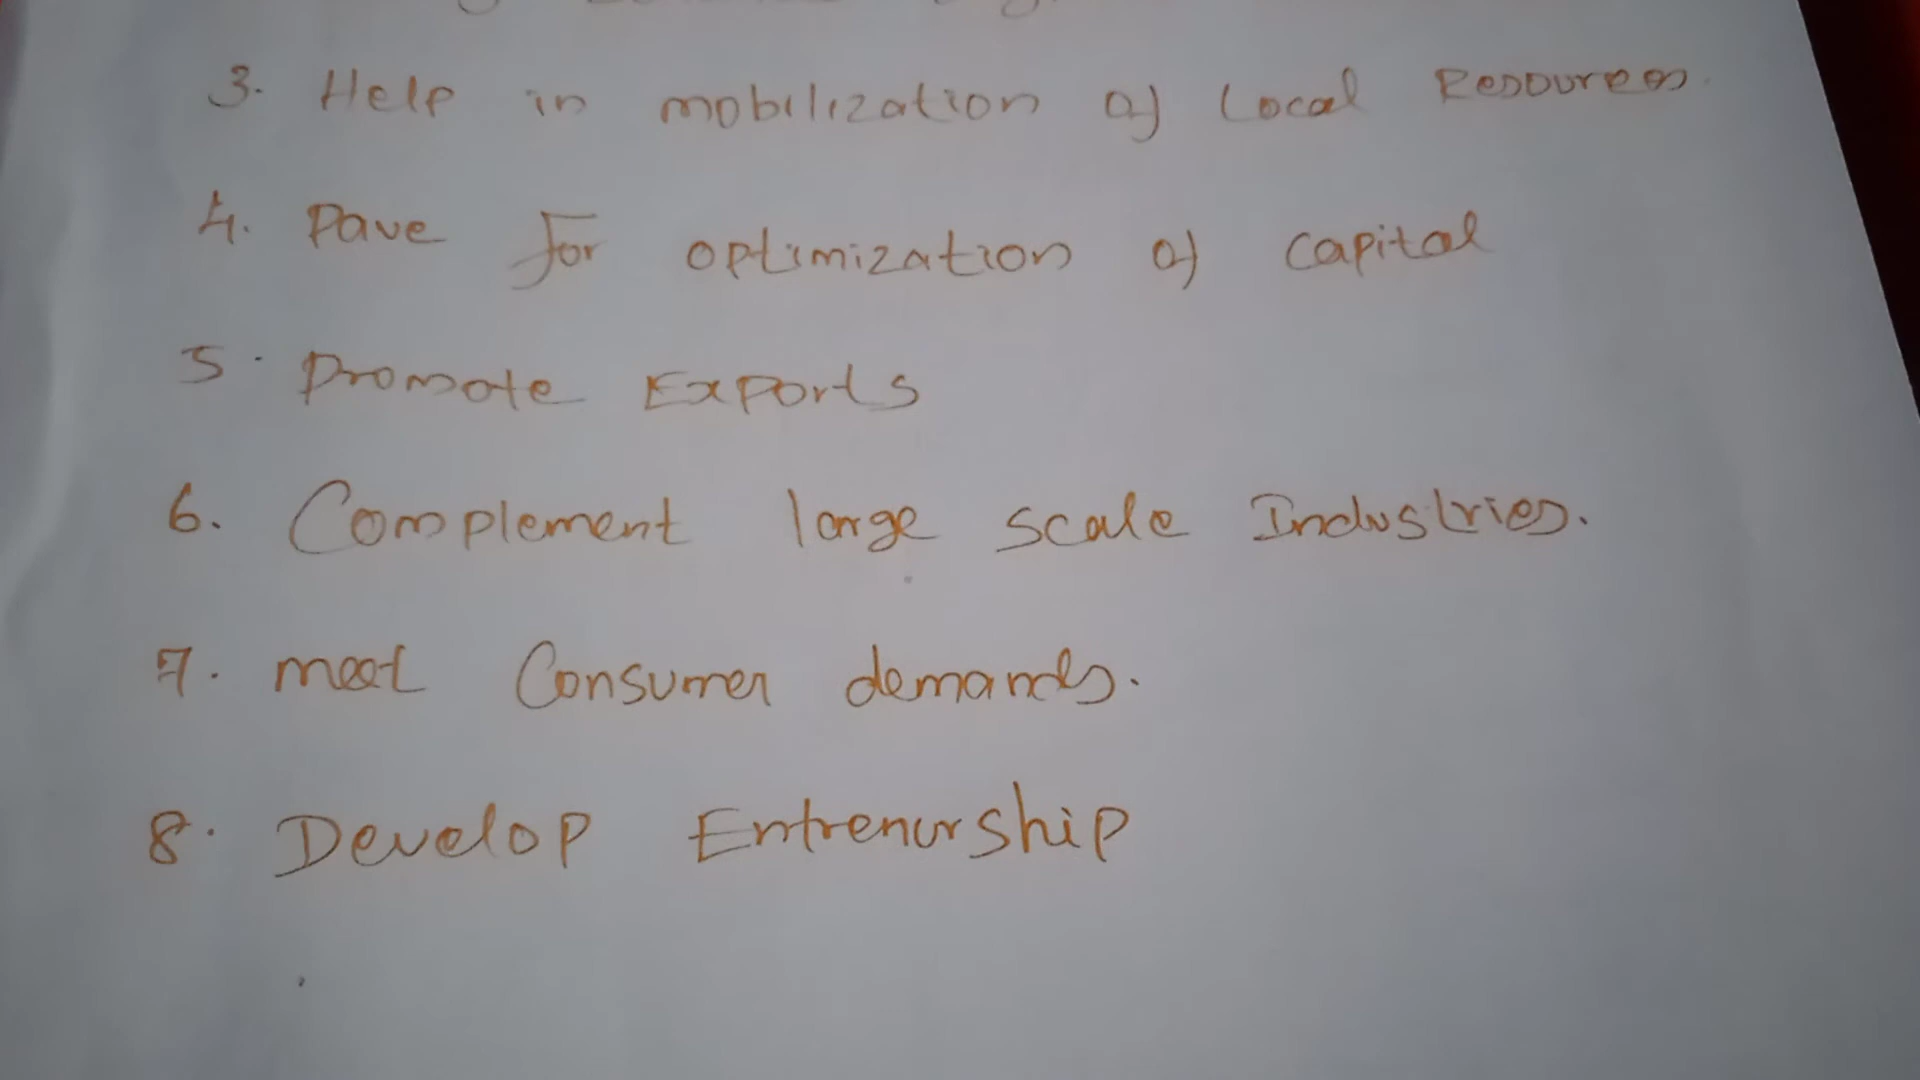 3. Help in mobilization of Local Resources
4. Pave for optimization of capital
5. Promote Exports
6. Complement large scale Industries.
7. meet Consumer demands.
8. Develop Entrenurship